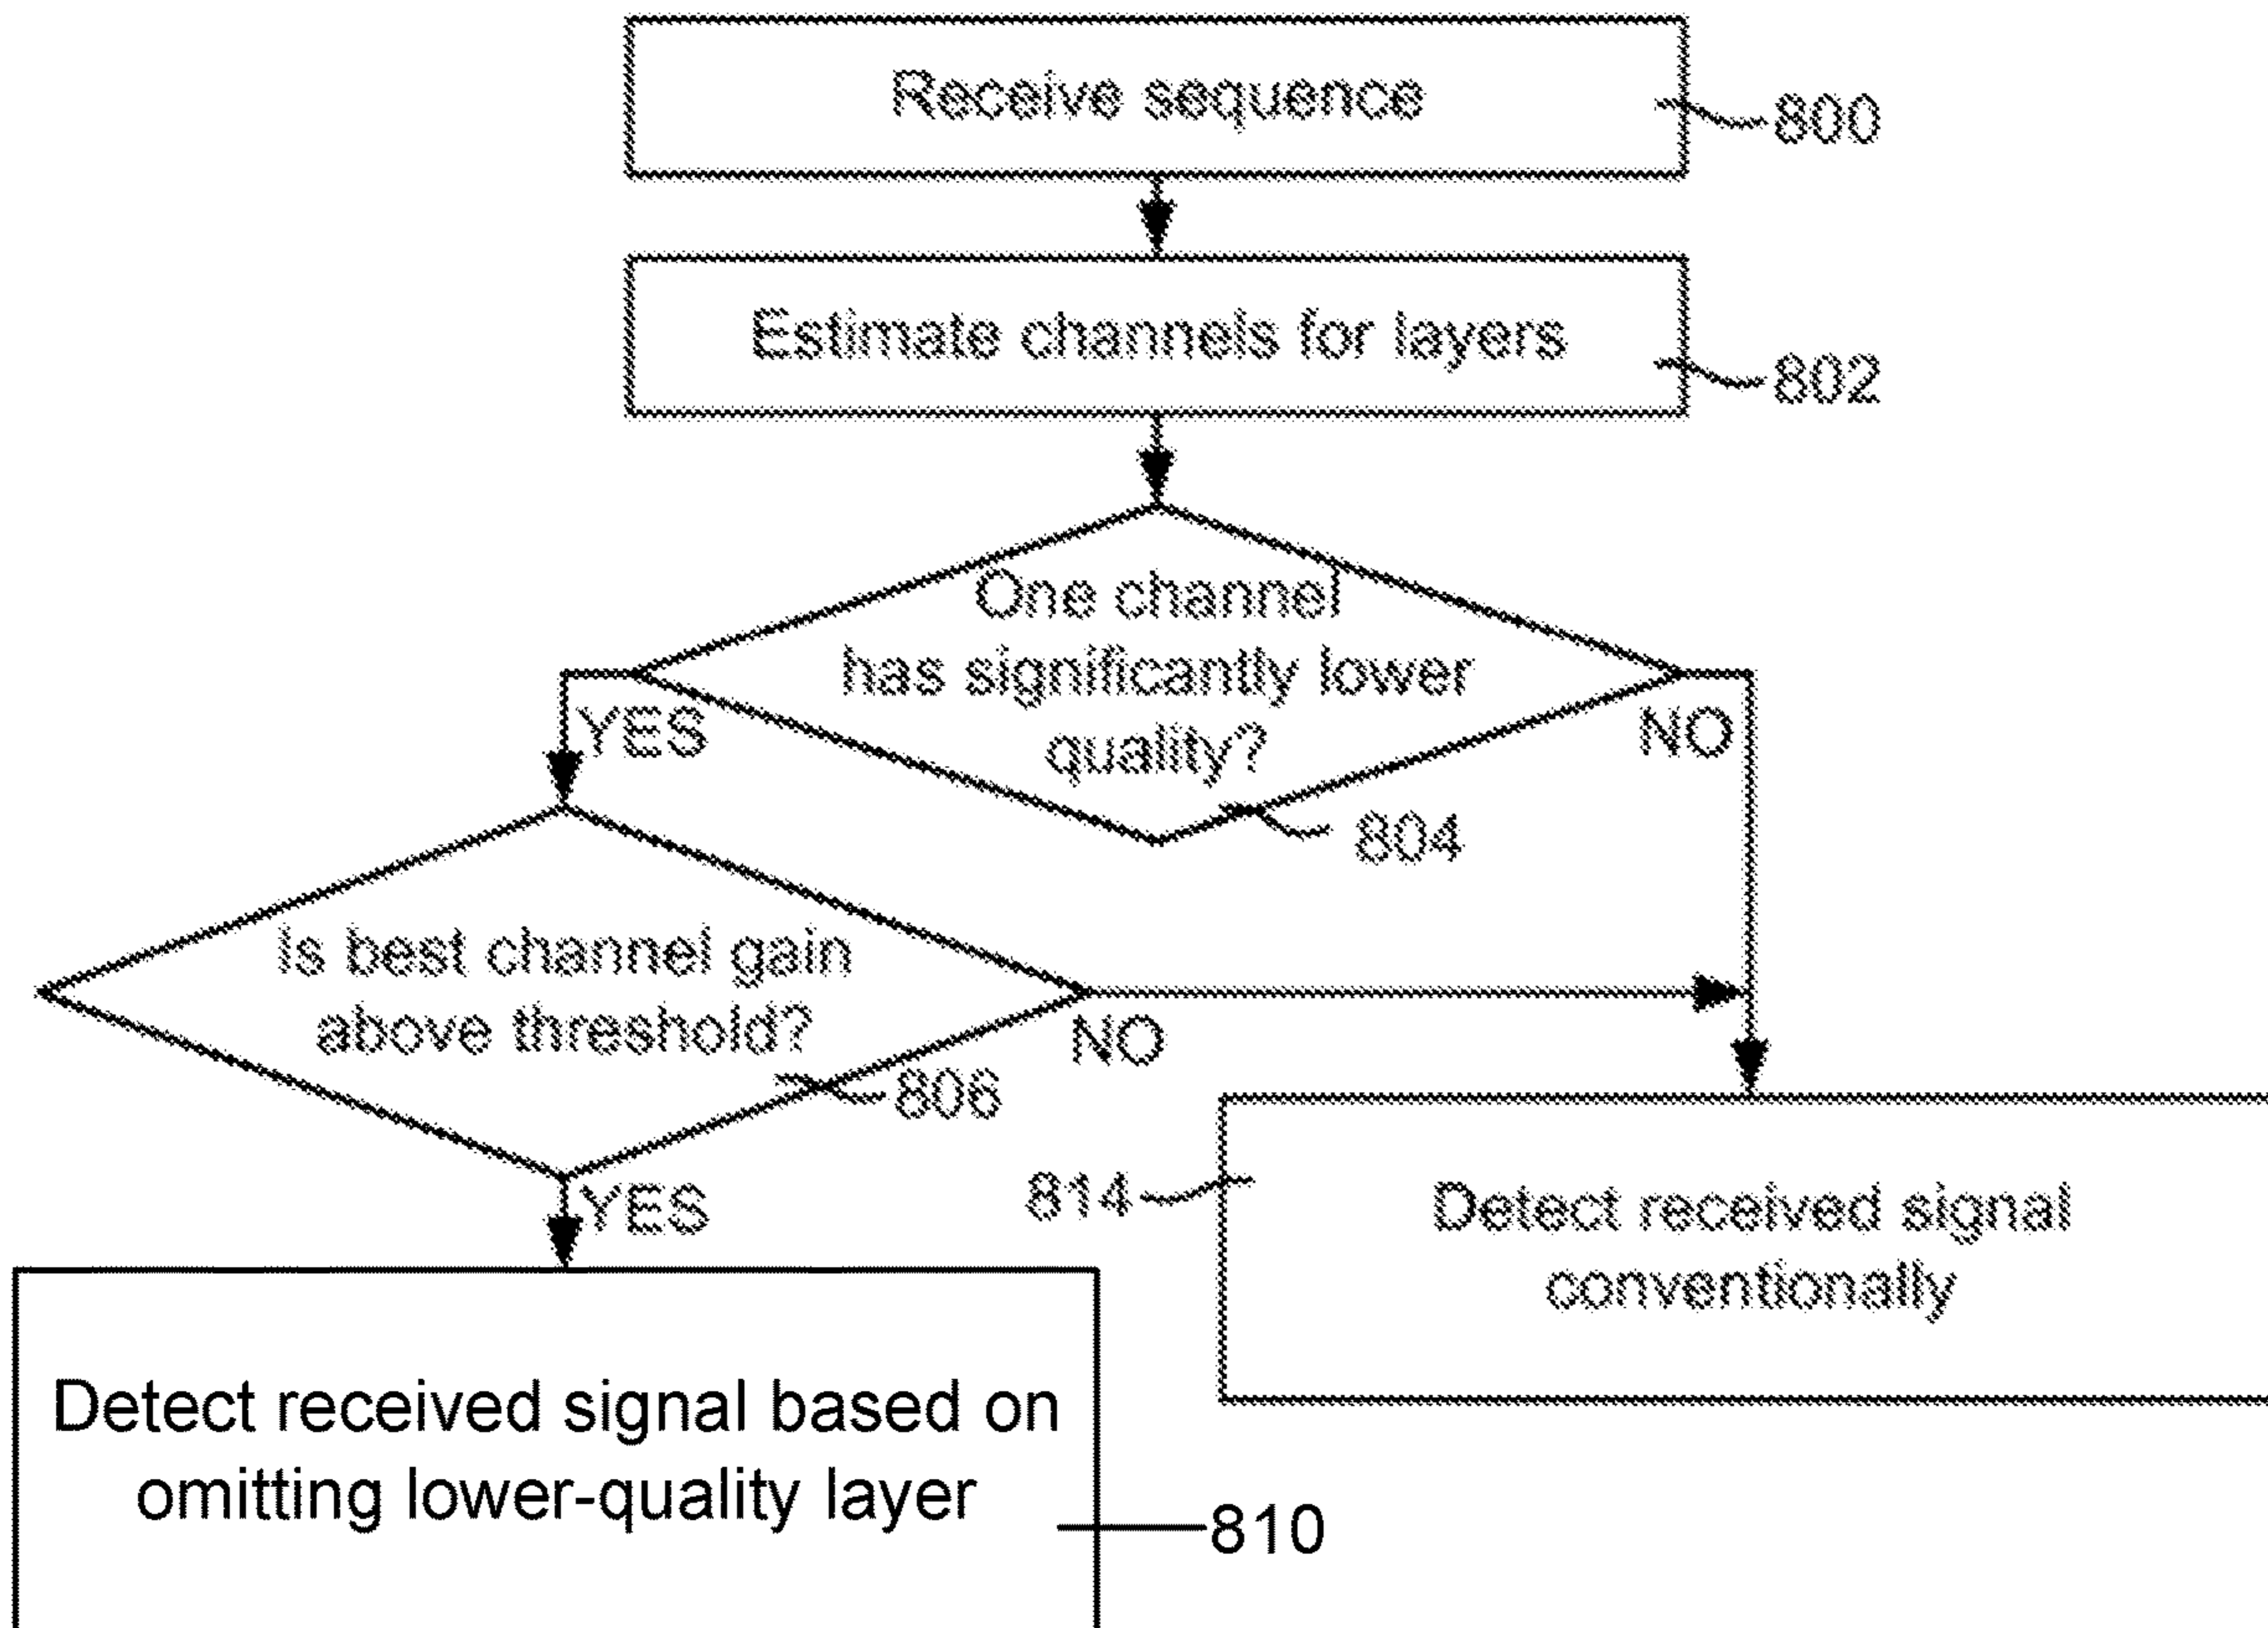 Receive sequence
800
Estimate channels for layers
802
One channel
has significantly lower
quality?
YES
NO
804
Is best channel gain
above threshold?
NO
806
YES
814
Detect received signal
conventionally
Detect received signal based on
omitting lower-quality layer
810